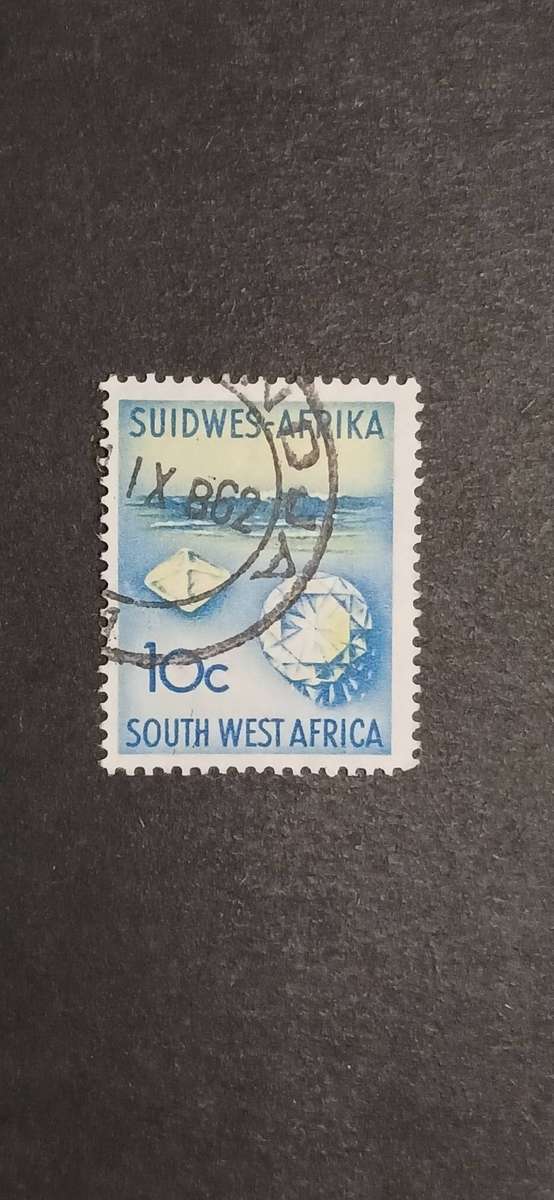 SUIDWES-AFRIKA
IX 862
10c
SOUTH WEST AFRICA